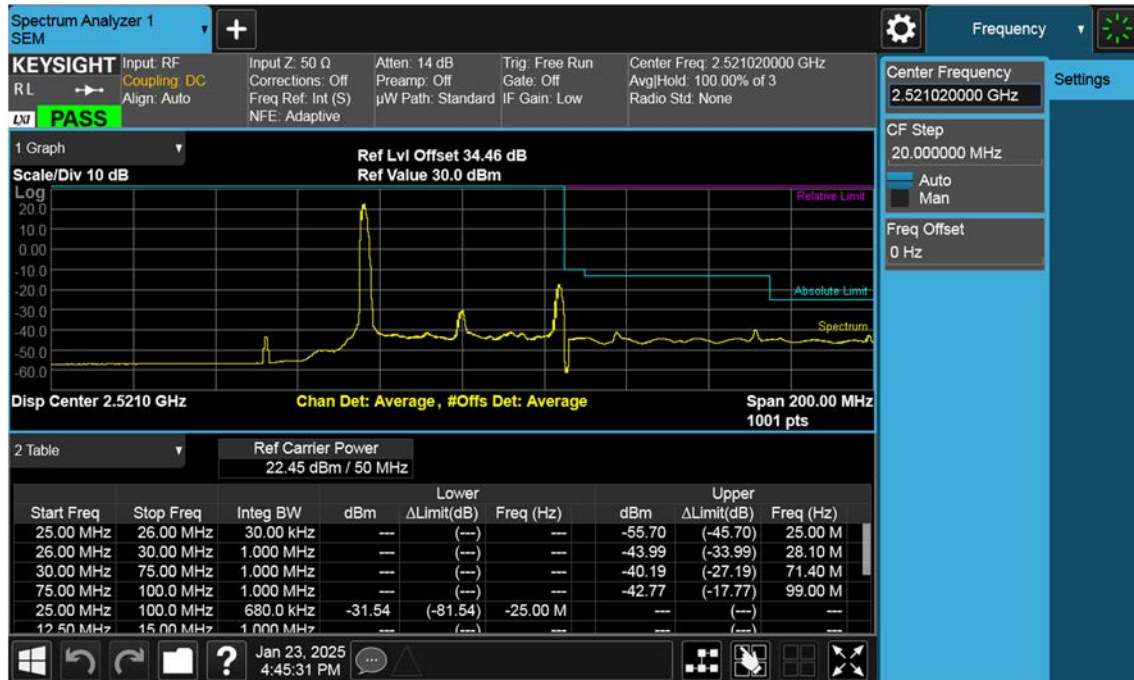 Spectrum Analyzer 1
SEM
Frequency
KEYSIGHT
RL
LXI
PASS
Input: RF
Coupling: DC
Align: Auto
Input Z: 50 Ω
Corrections: Off
Freq Ref: Int (S)
NFE: Adaptive
Atten: 14 dB
Preamp: Off
µW Path: Standard
Trig: Free Run
Gate: Off
IF Gain: Low
Center Freq: 2.521020000 GHz
Avg|Hold: 100.00% of 3
Radio Std: None
Center Frequency
2.521020000 GHz
Settings
CF Step
20.000000 MHz
Auto
Man
Freq Offset
0 Hz
1 Graph
Scale/Div 10 dB
Ref Lvl Offset 34.46 dB
Ref Value 30.0 dBm
Log
20.0
10.0
0.00
-10.0
-20.0
-30.0
-40.0
-50.0
-60.0
Relative Limit
Absolute Limit
Spectrum
Disp Center 2.5210 GHz
Chan Det: Average, #Offs Det: Average
Span 200.00 MHz
1001 pts
2 Table
Ref Carrier Power
22.45 dBm / 50 MHz
Lower Upper
Start Freq Stop Freq Integ BW dBm ΔLimit(dB) Freq (Hz) dBm ΔLimit(dB) Freq (Hz)
25.00 MHz 26.00 MHz 30.00 kHz --- (---) --- -55.70 (-45.70) 25.00 M
26.00 MHz 30.00 MHz 1.000 MHz --- (---) --- -43.99 (-33.99) 28.10 M
30.00 MHz 75.00 MHz 1.000 MHz --- (---) --- -40.19 (-27.19) 71.40 M
75.00 MHz 100.0 MHz 1.000 MHz --- (---) --- -42.77 (-17.77) 99.00 M
25.00 MHz 100.0 MHz 680.0 kHz -31.54 (-81.54) -25.00 M --- (---) ---
12.50 MHz 15.00 MHz 1.000 MHz --- (---) --- --- (---) ---
Jan 23, 2025
4:45:31 PM